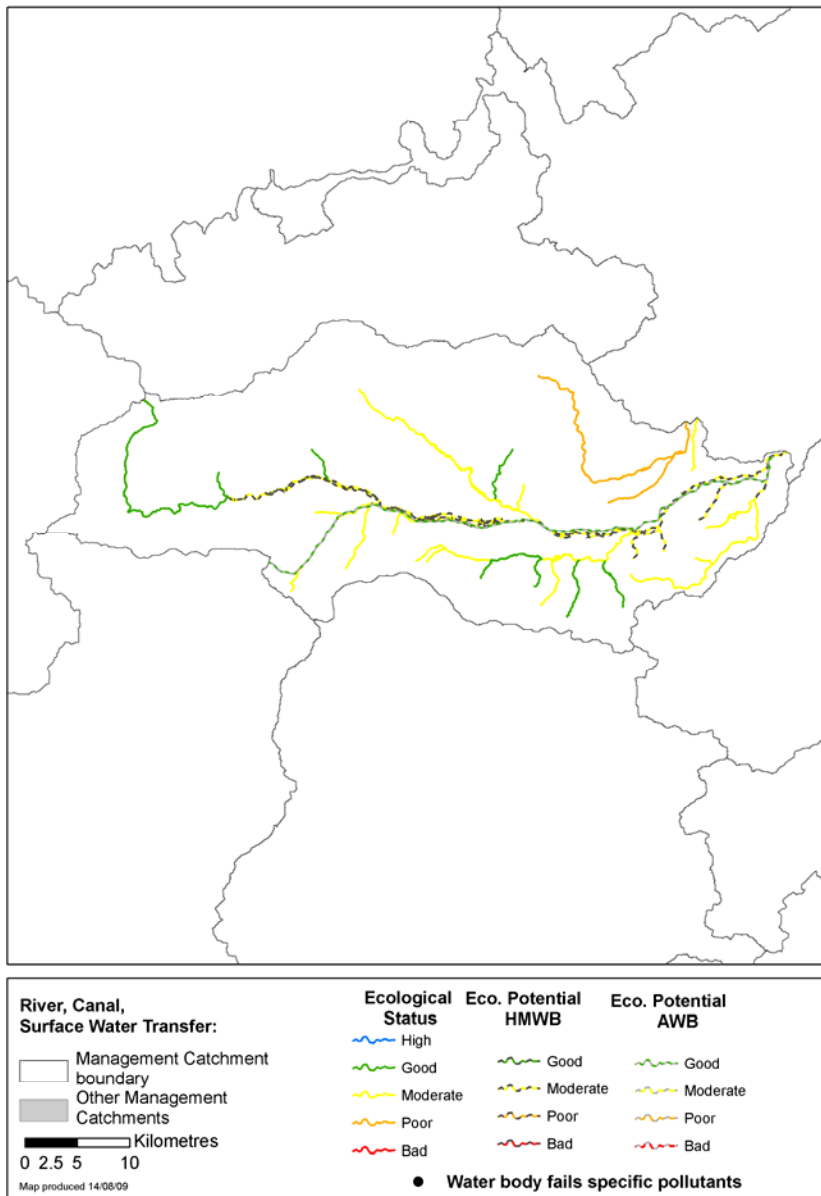 River, Canal,
Surface Water Transfer:
Management Catchment
boundary
Other Management
Catchments
Kilometres
0 2.5 5 10
Map produced 14/08/09
Ecological
Status
High
Good
Moderate
Poor
Bad
Eco. Potential
HMWB
Good
Moderate
Poor
Bad
Eco. Potential
AWB
Good
Moderate
Poor
Bad
Water body fails specific pollutants